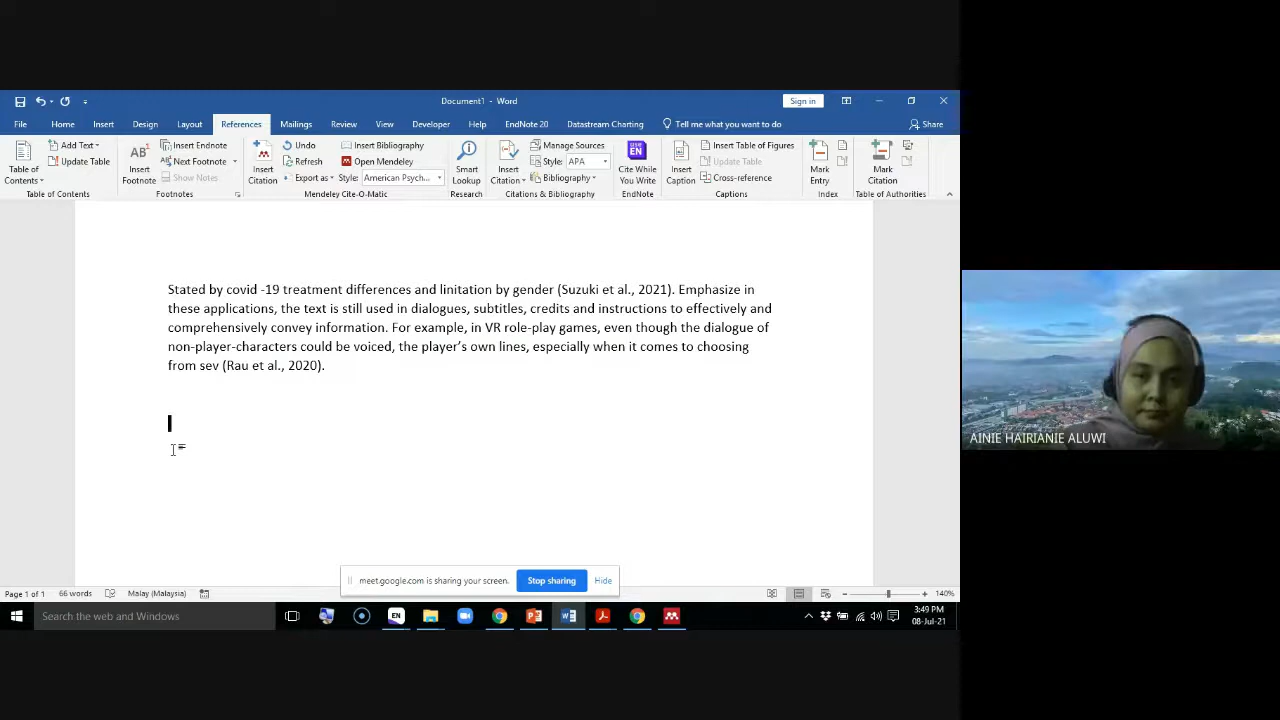 Document1 - Word
Sign in
File Home Insert Design Layout References Mailings Review View Developer Help EndNote 20 Datastream Charting Tell me what you want to do Share
Table of Contents
Add Text
Update Table
Table of Contents
AB1
Insert Footnote
Insert Endnote
Next Footnote
Show Notes
Footnotes
Insert Citation
Undo
Refresh
Export as
Insert Bibliography
Open Mendeley
Style: American Psych...
Mendeley Cite-O-Matic
Smart Lookup
Research
Insert Citation
Manage Sources
Style: APA
Bibliography
Citations & Bibliography
use EN
Cite While You Write
EndNote
Insert Caption
Insert Table of Figures
Update Table
Cross-reference
Captions
Mark Entry
Index
Mark Citation
Table of Authorities
Stated by covid -19 treatment differences and linitation by gender (Suzuki et al., 2021). Emphasize in
these applications, the text is still used in dialogues, subtitles, credits and instructions to effectively and
comprehensively convey information. For example, in VR role-play games, even though the dialogue of
non-player-characters could be voiced, the player's own lines, especially when it comes to choosing
from sev (Rau et al., 2020).
AINIE HAIRIANIE ALUWI
meet.google.com is sharing your screen. Stop sharing Hide
Page 1 of 1 66 words Malay (Malaysia) 140%
Search the web and Windows
EN
3:49 PM
08-Jul-21